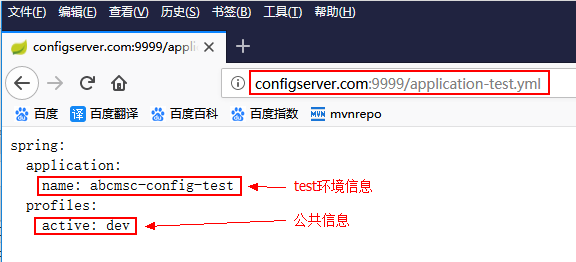 文件(F) 编辑(E) 查看(V) 历史(S) 书签(B) 工具(T) 帮助(H)
configserver.com:9999/applicati
configserver.com:9999/application-test.yml
百度 译 百度翻译 百度百科 百度指数 MVN mvnrepo
spring:
application:
name: abcmsc-config-test test环境信息
profiles: 公共信息
active: dev